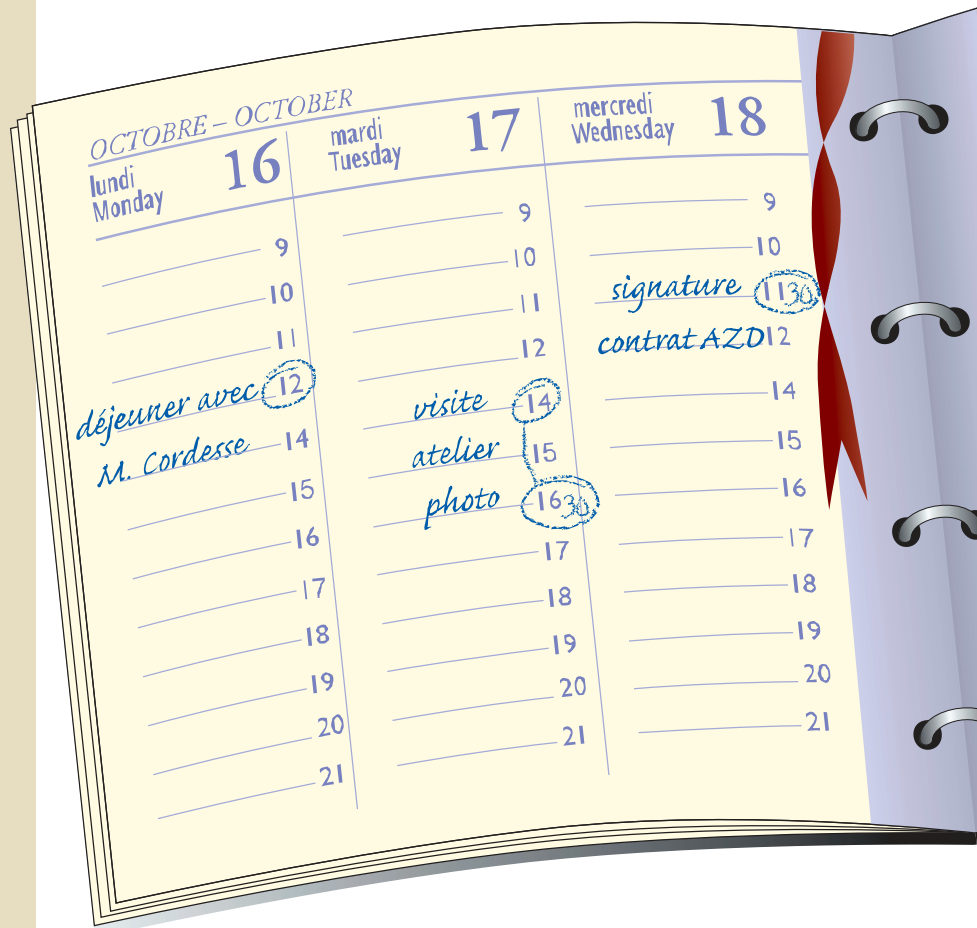 OCTOBRE – OCTOBER
lundi
Monday
16
9
10
11
déjeuner avec 12
M. Cordesse 14
15
16
17
18
19
20
21
mardi
Tuesday
17
9
10
11
12
visite 14
atelier 15
photo 16 30
17
18
19
20
21
mercredi
Wednesday
18
9
10
signature 11 30
contrat AZD 12
14
15
16
17
18
19
20
21